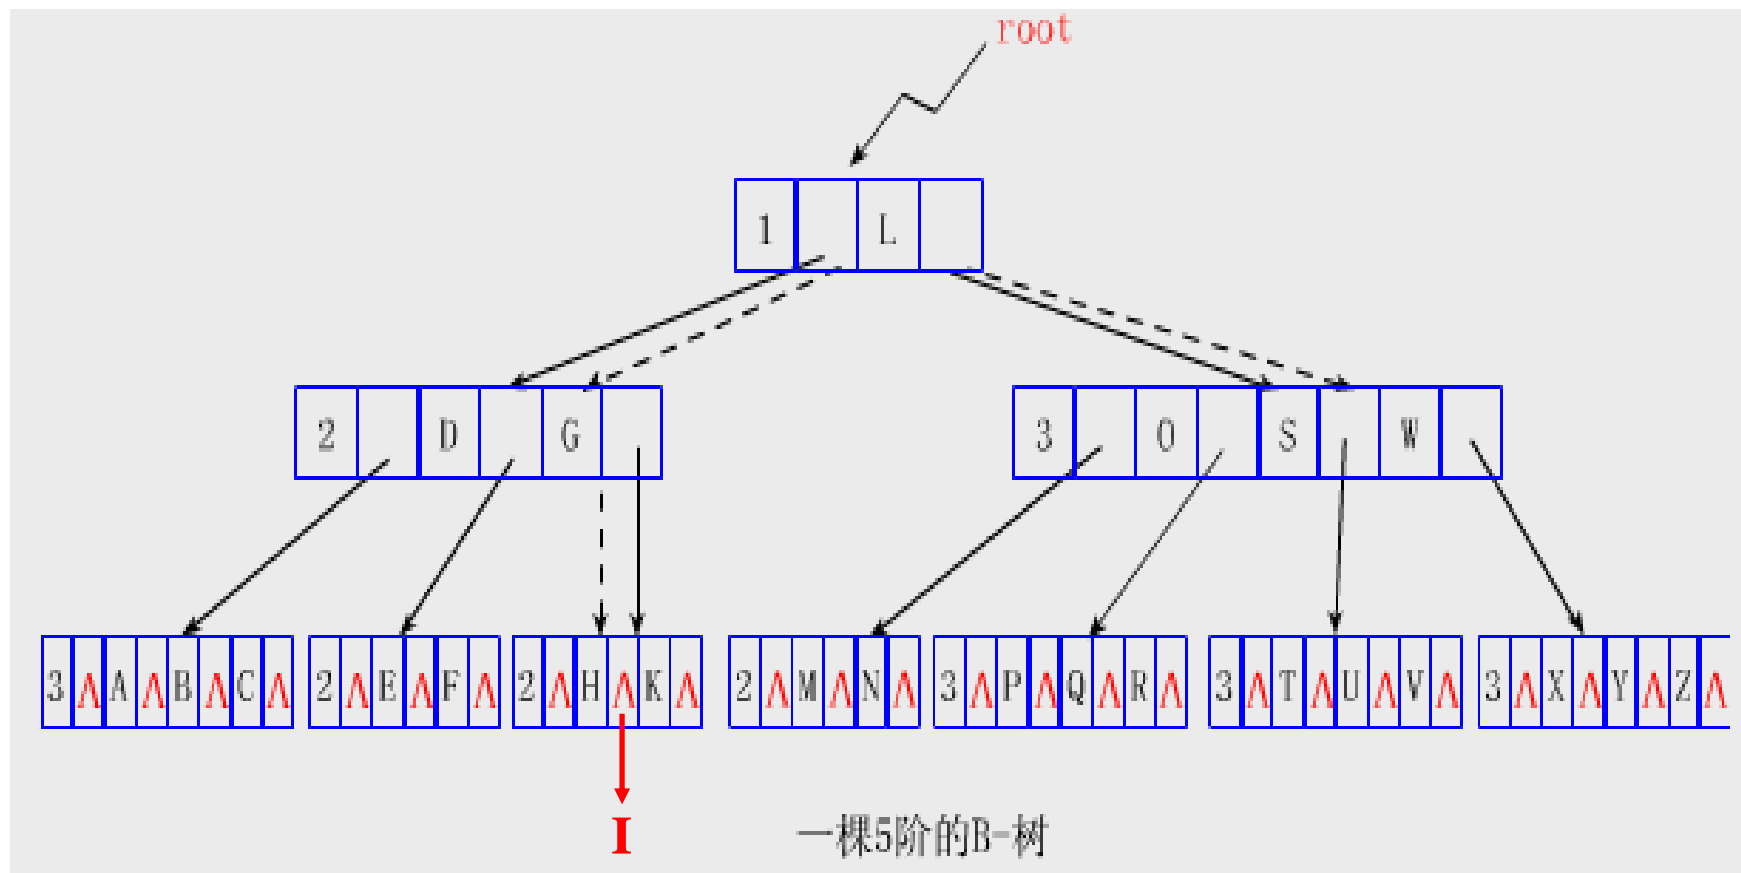 root
1 L
2 D G
3 O S W
3 ∧ A ∧ B ∧ C ∧
2 ∧ E ∧ F ∧
2 ∧ H ∧ K ∧
2 ∧ M ∧ N ∧
3 ∧ P ∧ Q ∧ R ∧
3 ∧ T ∧ U ∧ V ∧
3 ∧ X ∧ Y ∧ Z ∧
I
一棵5阶的B-树